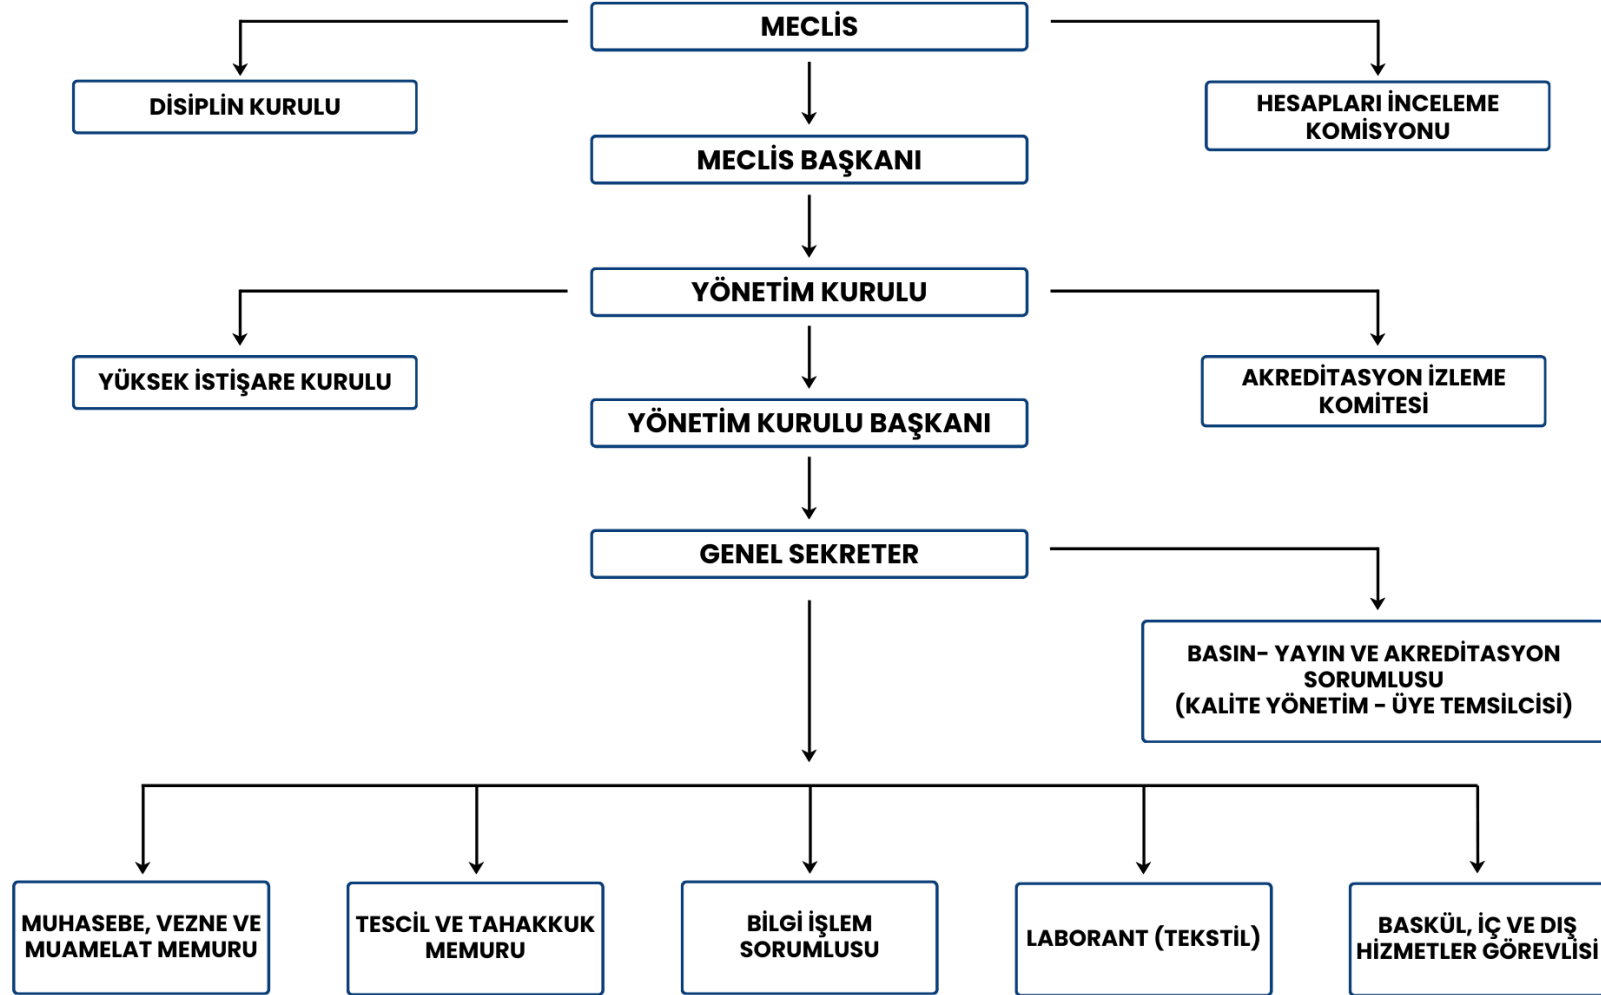 MECLİS
DİSİPLİN KURULU
HESAPLARI İNCELEME
KOMİSYONU
MECLİS BAŞKANI
YÖNETİM KURULU
YÜKSEK İSTİŞARE KURULU
AKREDİTASYON İZLEME
KOMİTESİ
YÖNETİM KURULU BAŞKANI
GENEL SEKRETER
BASIN- YAYIN VE AKREDİTASYON
SORUMLUSU
(KALİTE YÖNETİM - ÜYE TEMSİLCİSİ)
MUHASEBE, VEZNE VE
MUAMELAT MEMURU
TESCİL VE TAHAKKUK
MEMURU
BİLGİ İŞLEM
SORUMLUSU
LABORANT (TEKSTİL)
BASKÜL, İÇ VE DIŞ
HİZMETLER GÖREVLİSİ